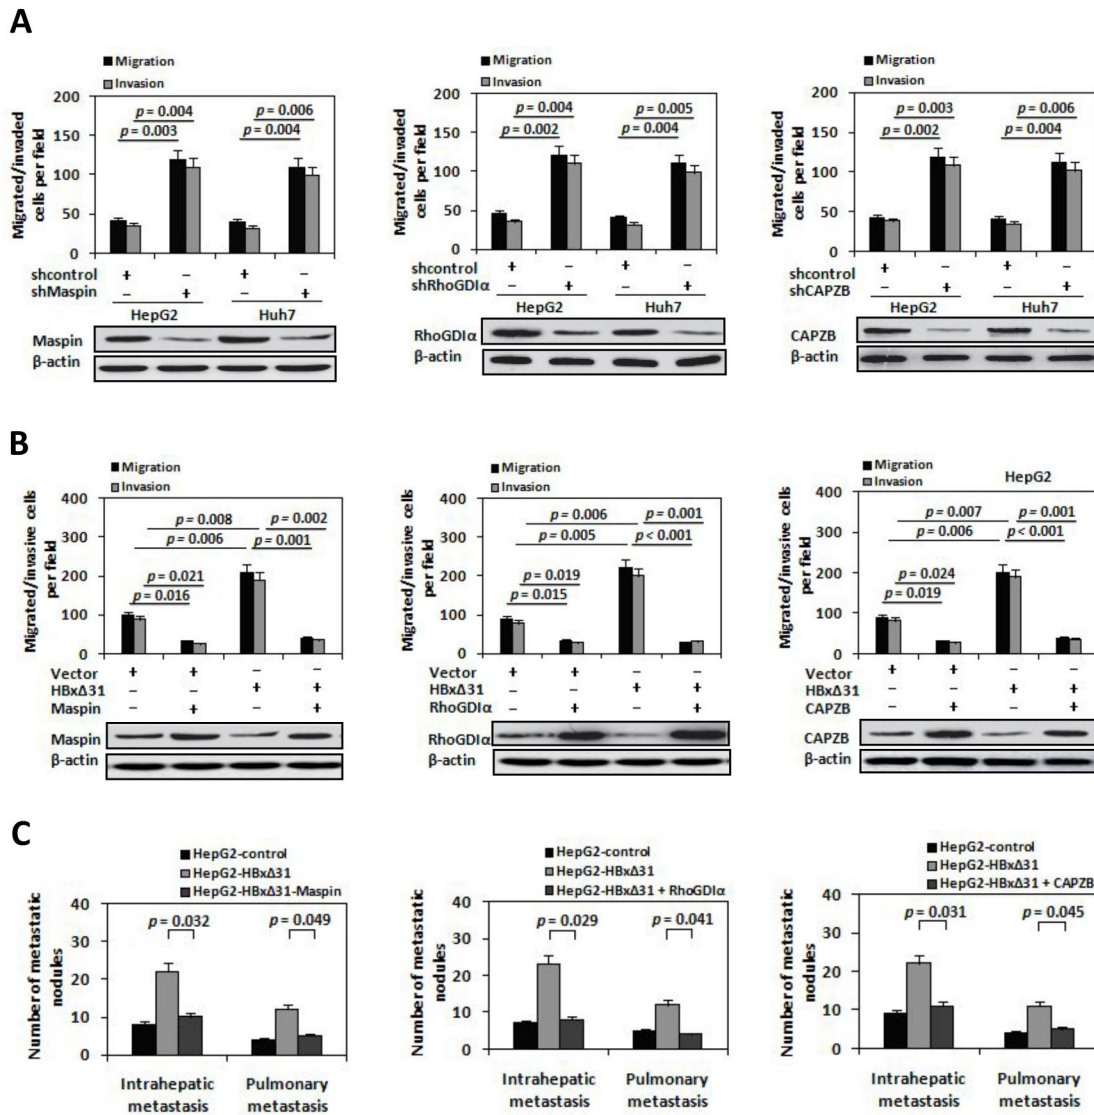 A
Migration
Invasion
Migrated/invaded cells per field
200
150
100
50
0
p = 0.004
p = 0.003
p = 0.006
p = 0.004
shcontrol + – + –
shMaspin – + – +
HepG2 Huh7
Maspin
β-actin
Migration
Invasion
Migrated/invaded cells per field
200
150
100
50
0
p = 0.004
p = 0.002
p = 0.005
p = 0.004
shcontrol + – + –
shRhoGDIα – + – +
HepG2 Huh7
RhoGDIα
β-actin
Migration
Invasion
Migrated/invaded cells per field
200
150
100
50
0
p = 0.003
p = 0.002
p = 0.006
p = 0.004
shcontrol + – + –
shCAPZB – + – +
HepG2 Huh7
CAPZB
β-actin
B
Migration
Invasion
Migrated/invasive cells per field
400
300
200
100
0
p = 0.008
p = 0.002
p = 0.006
p = 0.001
p = 0.021
p = 0.016
Vector + + – –
HBxΔ31 – – + +
Maspin – + – +
Maspin
β-actin
Migration
Invasion
Migrated/invasive cells per field
400
300
200
100
0
p = 0.006
p = 0.001
p = 0.005
p < 0.001
p = 0.019
p = 0.015
Vector + + – –
HBxΔ31 – – + +
RhoGDIα – + – +
RhoGDIα
β-actin
Migration
Invasion
HepG2
Migrated/invasive cells per field
400
300
200
100
0
p = 0.007
p = 0.001
p = 0.006
p < 0.001
p = 0.024
p = 0.019
Vector + + – –
HBxΔ31 – – + +
CAPZB – + – +
CAPZB
β-actin
C
HepG2-control
HepG2-HBxΔ31
HepG2-HBxΔ31-Maspin
Number of metastatic nodules
40
30
20
10
0
p = 0.032
p = 0.049
Intrahepatic metastasis
Pulmonary metastasis
HepG2-control
HepG2-HBxΔ31
HepG2-HBxΔ31 + RhoGDIα
Number of metastatic nodules
40
30
20
10
0
p = 0.029
p = 0.041
Intrahepatic metastasis
Pulmonary metastasis
HepG2-control
HepG2-HBxΔ31
HepG2-HBxΔ31 + CAPZB
Number of metastatic nodules
40
30
20
10
0
p = 0.031
p = 0.045
Intrahepatic metastasis
Pulmonary metastasis